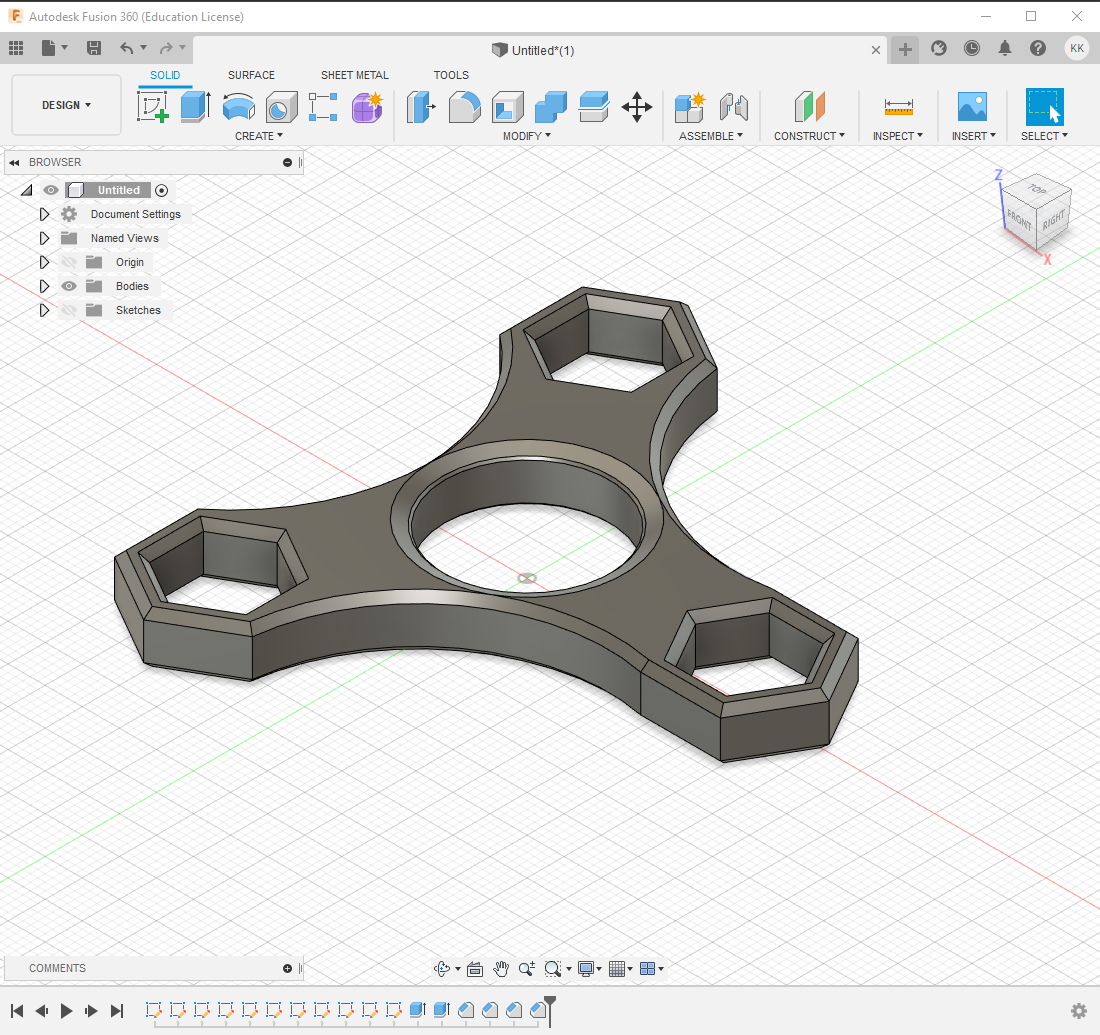 F Autodesk Fusion 360 (Education License)
Untitled*(1)
KK
SOLID SURFACE SHEET METAL TOOLS
DESIGN
CREATE MODIFY ASSEMBLE CONSTRUCT INSPECT INSERT SELECT
BROWSER
Untitled
Document Settings
Named Views
Origin
Bodies
Sketches
Z
TOP
FRONT RIGHT
X
COMMENTS